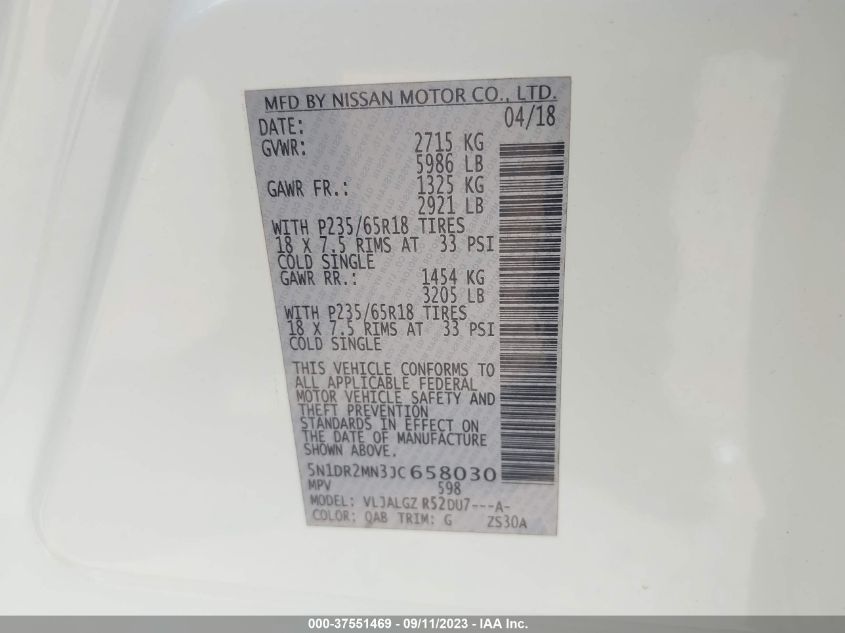 MFD BY NISSAN MOTOR CO., LTD.
DATE: 04/18
GVWR: 2715 KG
5986 LB
GAWR FR.: 1325 KG
2921 LB
WITH P235/65R18 TIRES
18 X 7.5 RIMS AT 33 PSI
COLD SINGLE
GAWR RR.: 1454 KG
3205 LB
WITH P235/65R18 TIRES
18 X 7.5 RIMS AT 33 PSI
COLD SINGLE
THIS VEHICLE CONFORMS TO
ALL APPLICABLE FEDERAL
MOTOR VEHICLE SAFETY AND
THEFT PREVENTION
STANDARDS IN EFFECT ON
THE DATE OF MANUFACTURE
SHOWN ABOVE.
5N1DR2MN3JC658030
MPV 598
MODEL: VLJALGZ R52DU7---A-
COLOR: QAB TRIM: G ZS30A
000-37551469 - 09/11/2023 - IAA Inc.